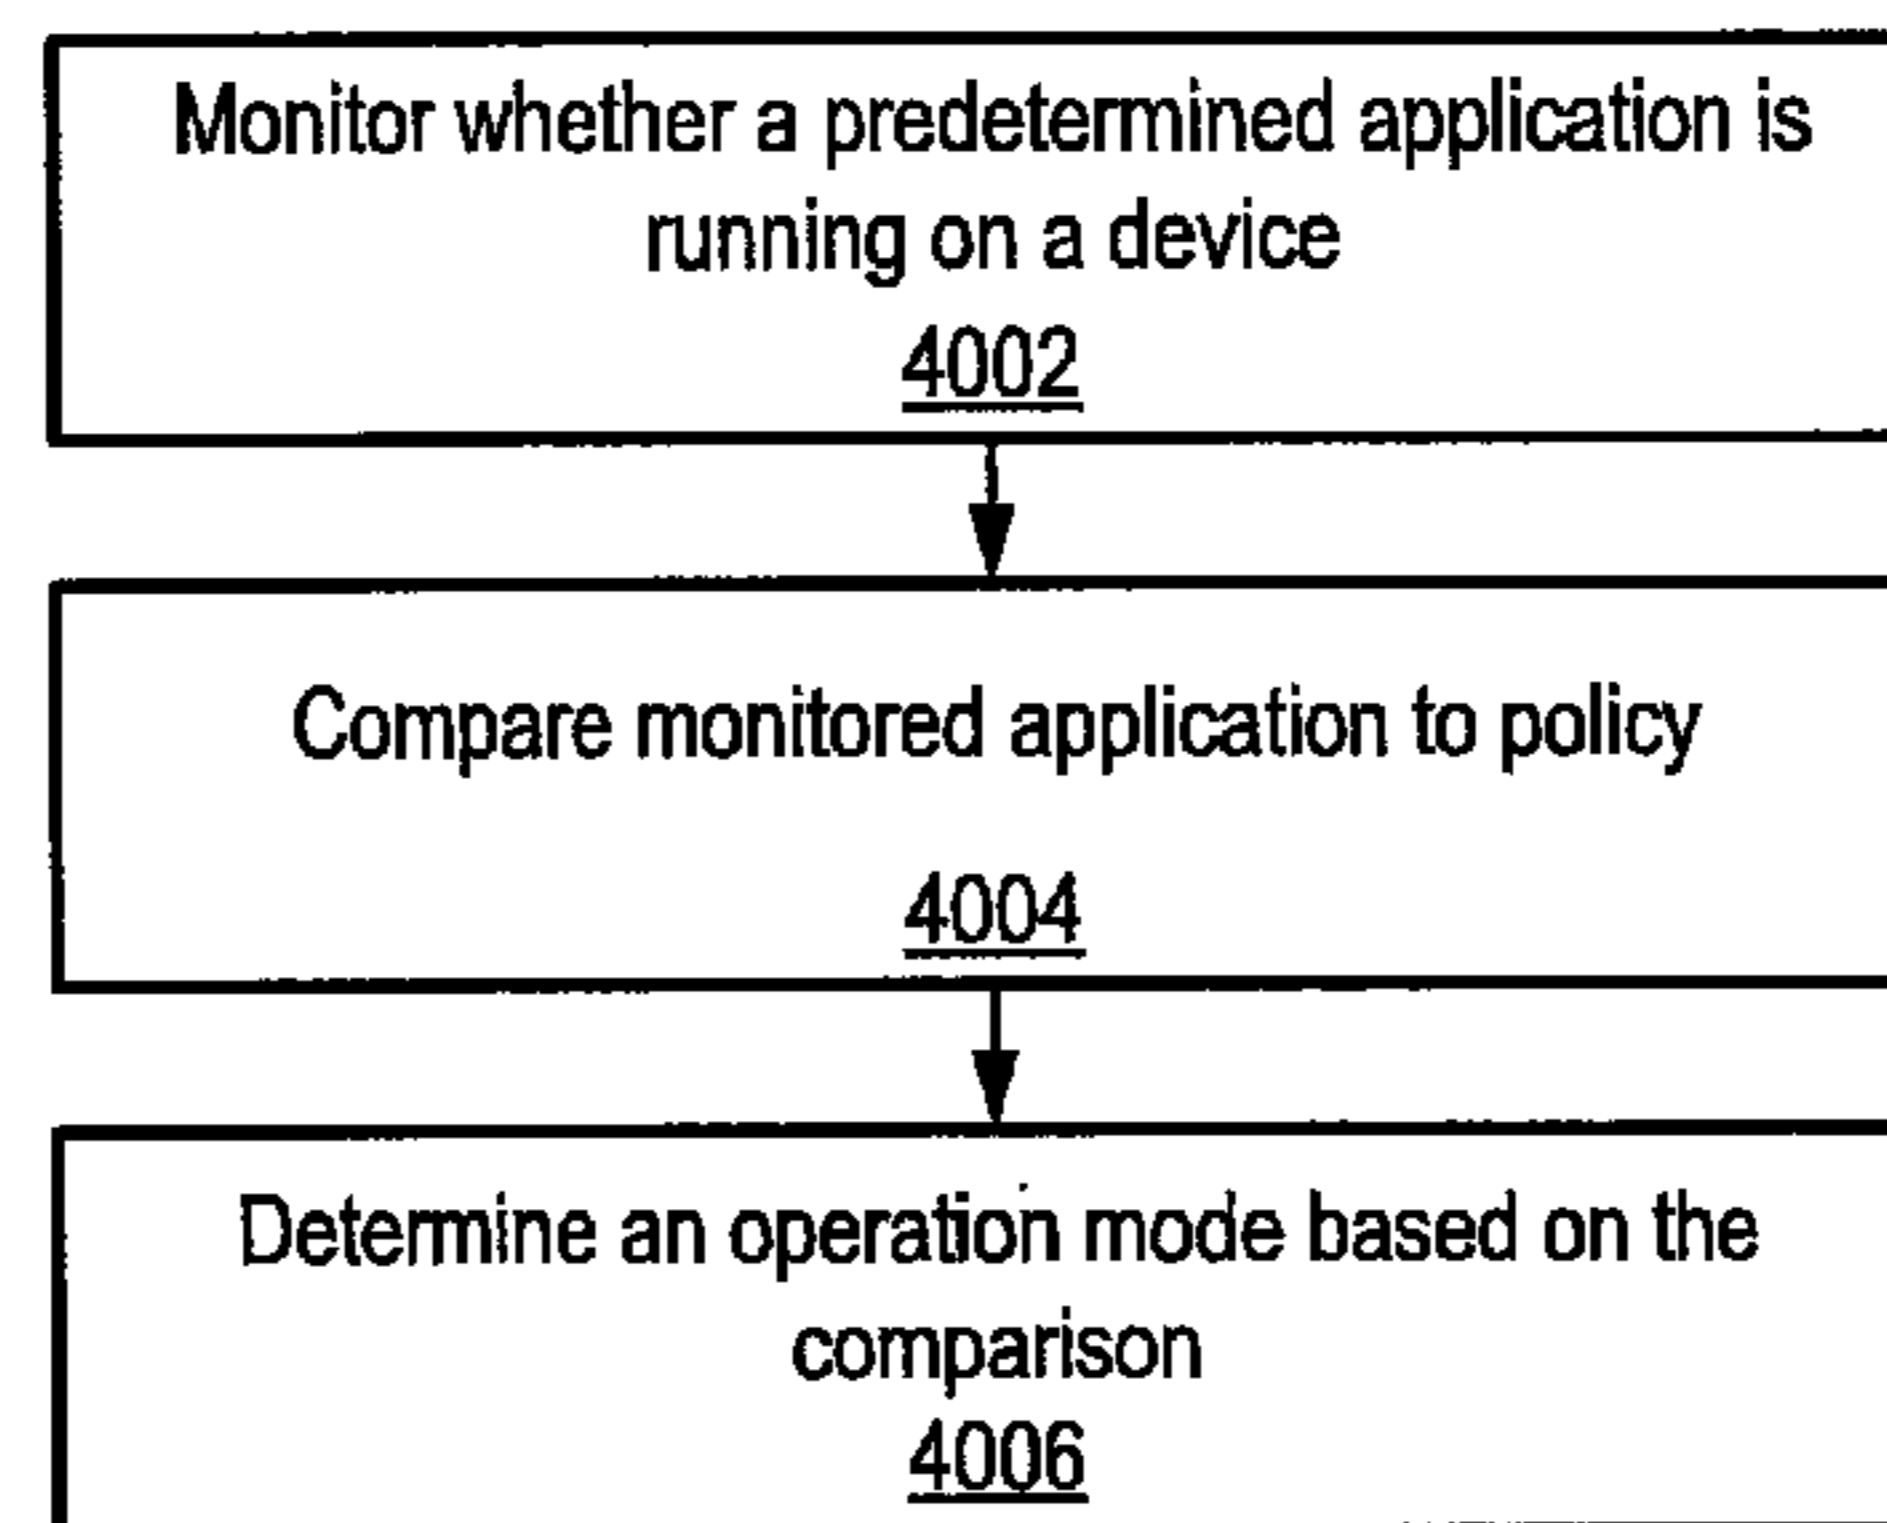 Monitor whether a predetermined application is
running on a device
4002
Compare monitored application to policy
4004
Determine an operation mode based on the
comparison
4006